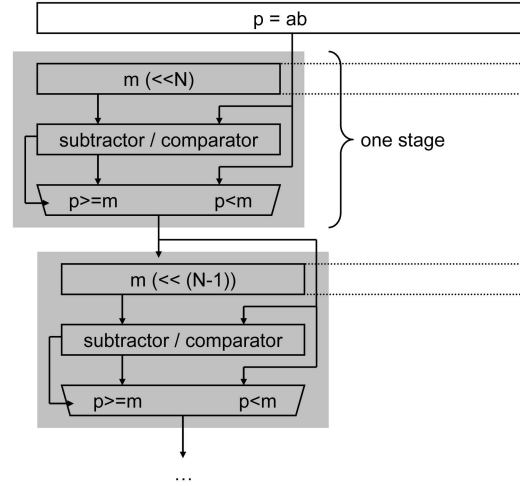 p = ab
m (<<N)
subtractor / comparator
one stage
p>=m p<m
m (<< (N-1))
subtractor / comparator
p>=m p<m
...